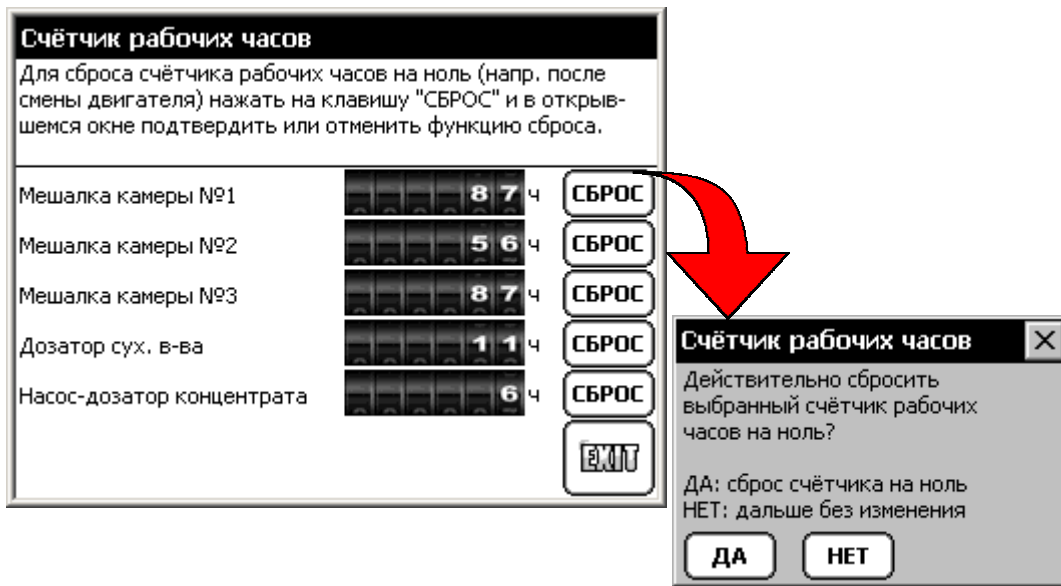 Счётчик рабочих часов
Для сброса счётчика рабочих часов на ноль (напр. после
смены двигателя) нажать на клавишу "СБРОС" и в открыв-
шемся окне подтвердить или отменить функцию сброса.
Мешалка камеры №1 87 ч СБРОС
Мешалка камеры №2 56 ч СБРОС
Мешалка камеры №3 87 ч СБРОС
Дозатор сух. в-ва 11 ч СБРОС
Насос-дозатор концентрата 6 ч СБРОС
EXIT
Счётчик рабочих часов
Действительно сбросить
выбранный счётчик рабочих
часов на ноль?
ДА: сброс счётчика на ноль
НЕТ: дальше без изменения
ДА НЕТ